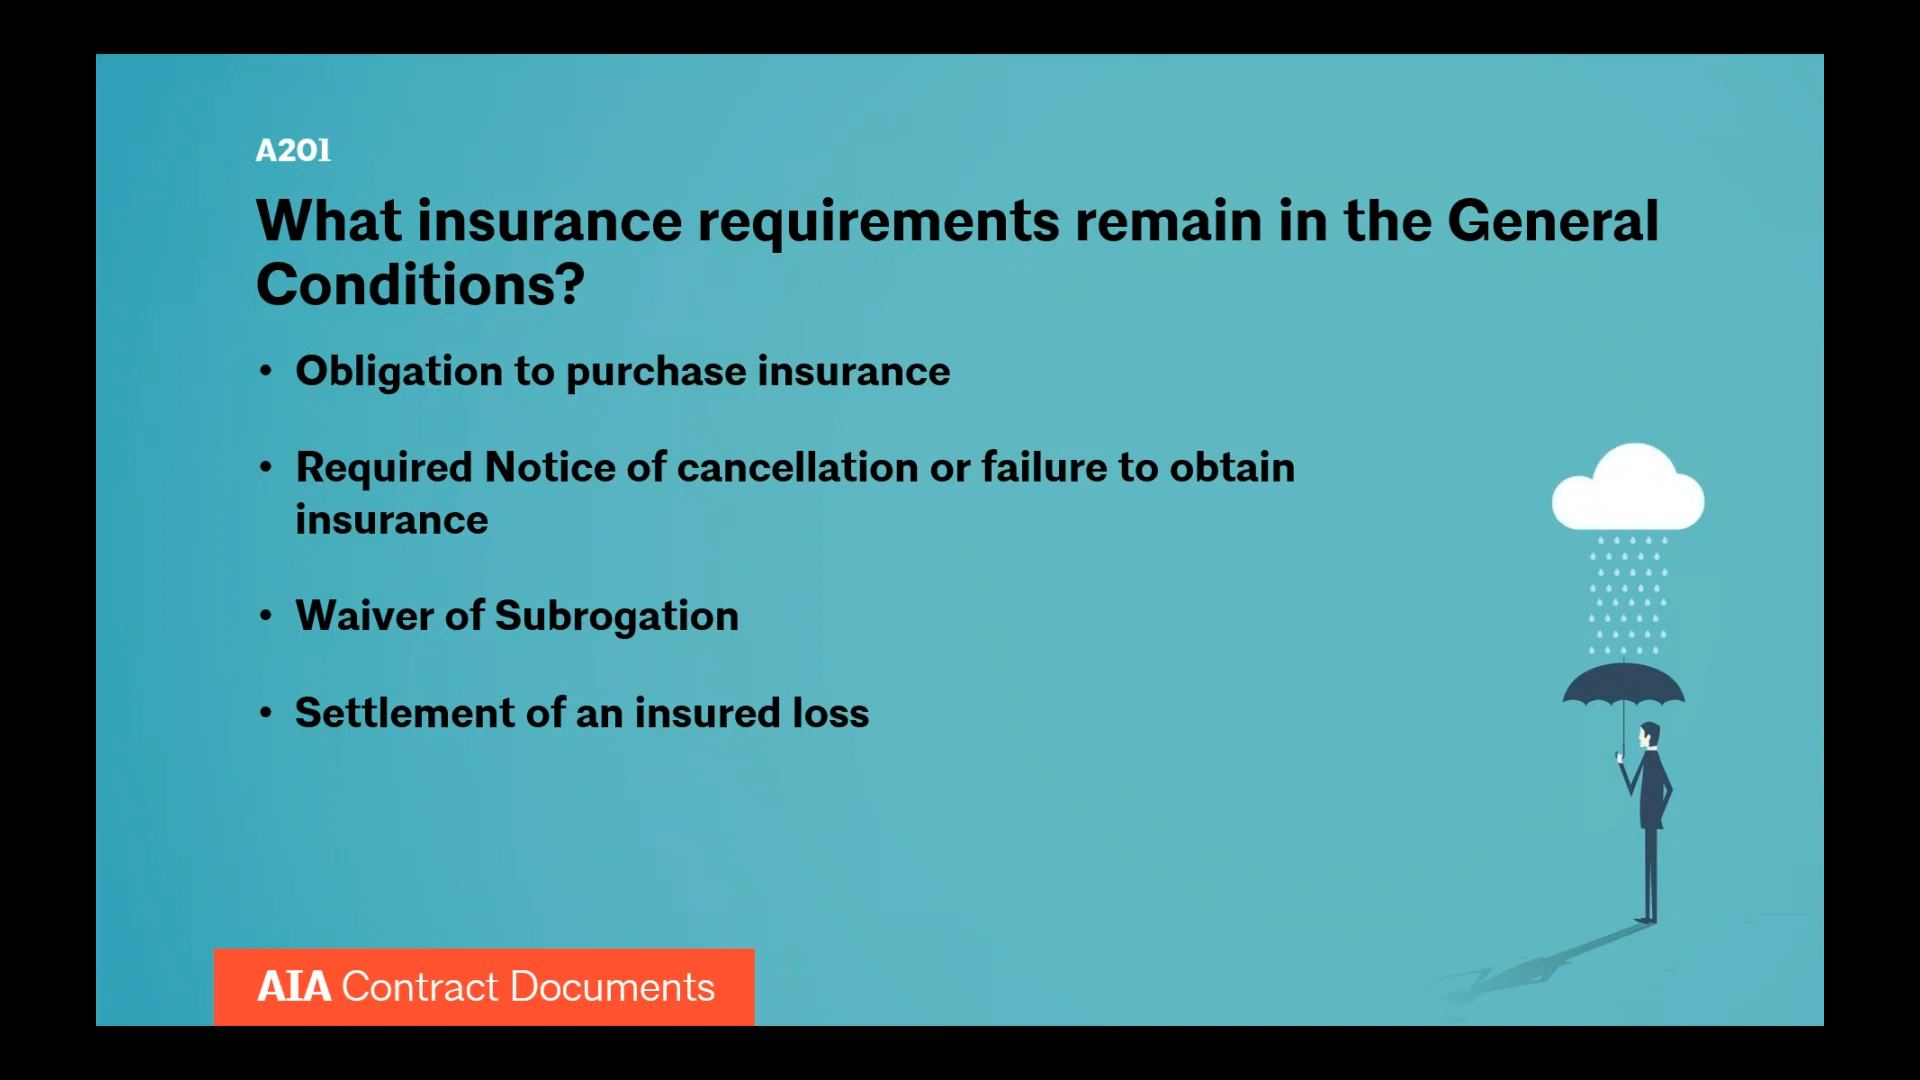 A201
What insurance requirements remain in the General
Conditions?
• Obligation to purchase insurance
• Required Notice of cancellation or failure to obtain
insurance
• Waiver of Subrogation
• Settlement of an insured loss
AIA Contract Documents